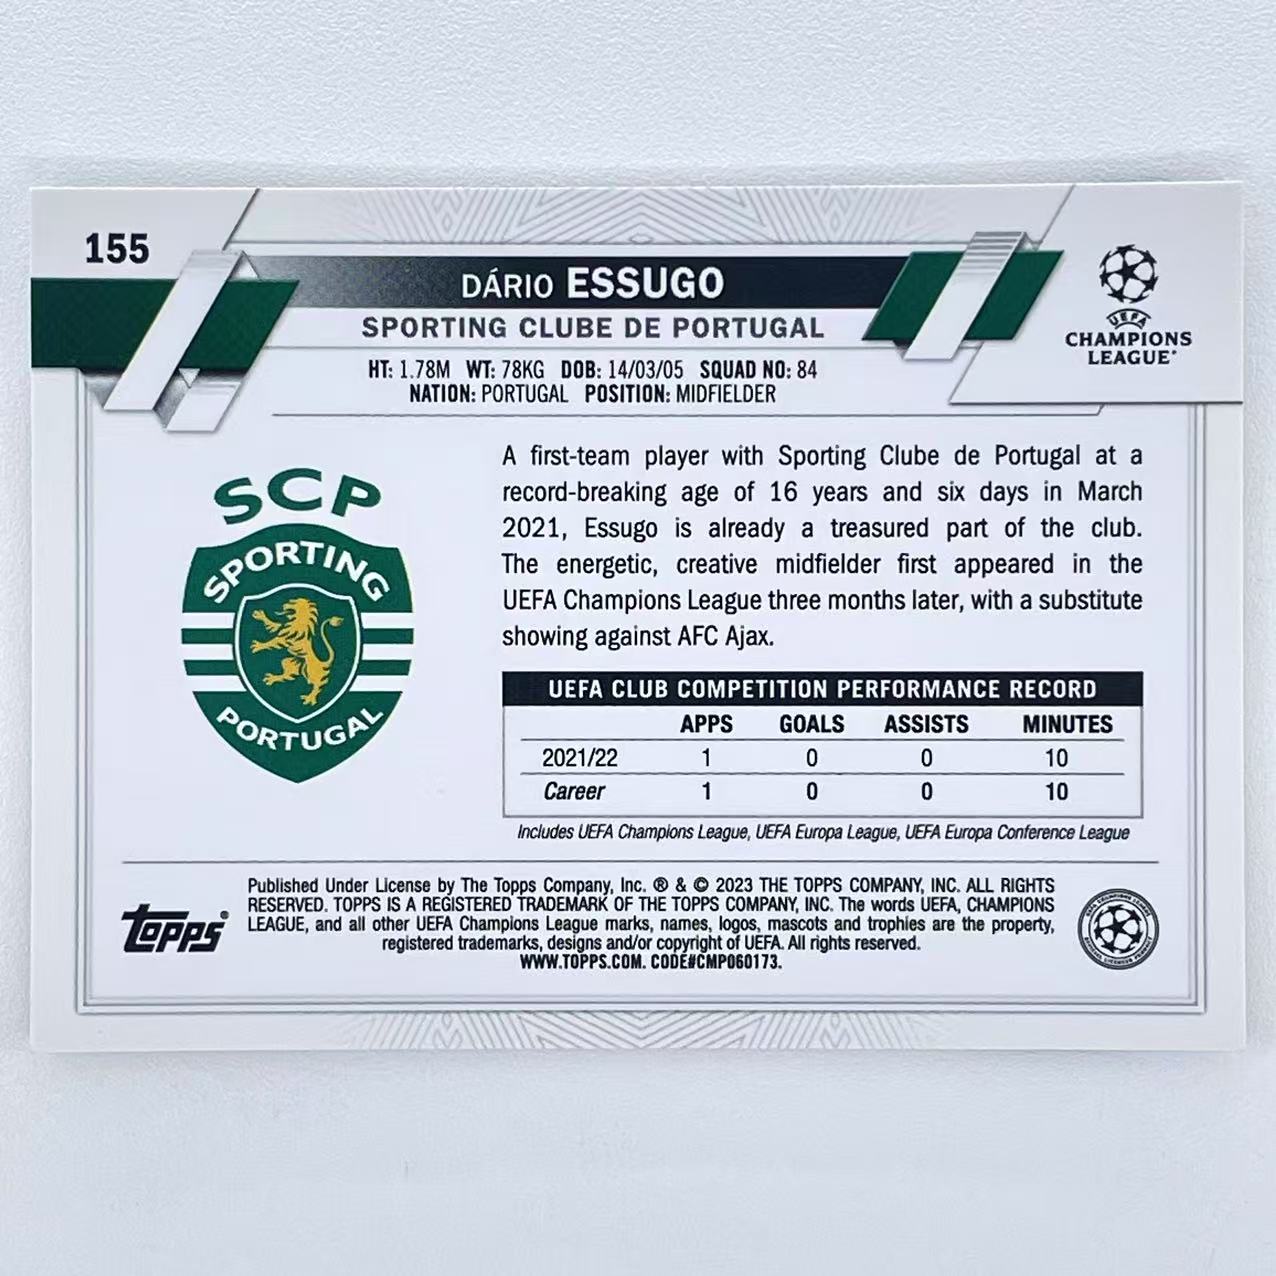 155
DÁRIO ESSUGO
SPORTING CLUBE DE PORTUGAL
HT: 1.78M WT: 78KG DOB: 14/03/05 SQUAD NO: 84
NATION: PORTUGAL POSITION: MIDFIELDER
UEFA
CHAMPIONS
LEAGUE®
SCP
SPORTING
PORTUGAL
A first-team player with Sporting Clube de Portugal at a
record-breaking age of 16 years and six days in March
2021, Essugo is already a treasured part of the club.
The energetic, creative midfielder first appeared in the
UEFA Champions League three months later, with a substitute
showing against AFC Ajax.
UEFA CLUB COMPETITION PERFORMANCE RECORD
APPS GOALS ASSISTS MINUTES
2021/22 1 0 0 10
Career 1 0 0 10
Includes UEFA Champions League, UEFA Europa League, UEFA Europa Conference League
topps®
Published Under License by The Topps Company, Inc. ® & © 2023 THE TOPPS COMPANY, INC. ALL RIGHTS
RESERVED. TOPPS IS A REGISTERED TRADEMARK OF THE TOPPS COMPANY, INC. The words UEFA, CHAMPIONS
LEAGUE, and all other UEFA Champions League marks, names, logos, mascots and trophies are the property,
registered trademarks, designs and/or copyright of UEFA. All rights reserved.
WWW.TOPPS.COM. CODE#CMP060173.